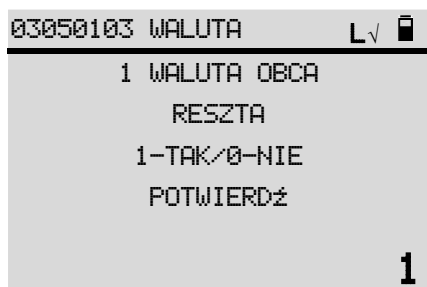 03050103 WALUTA L√
1 WALUTA OBCA
RESZTA
1-TAK/0-NIE
POTWIERDź
1